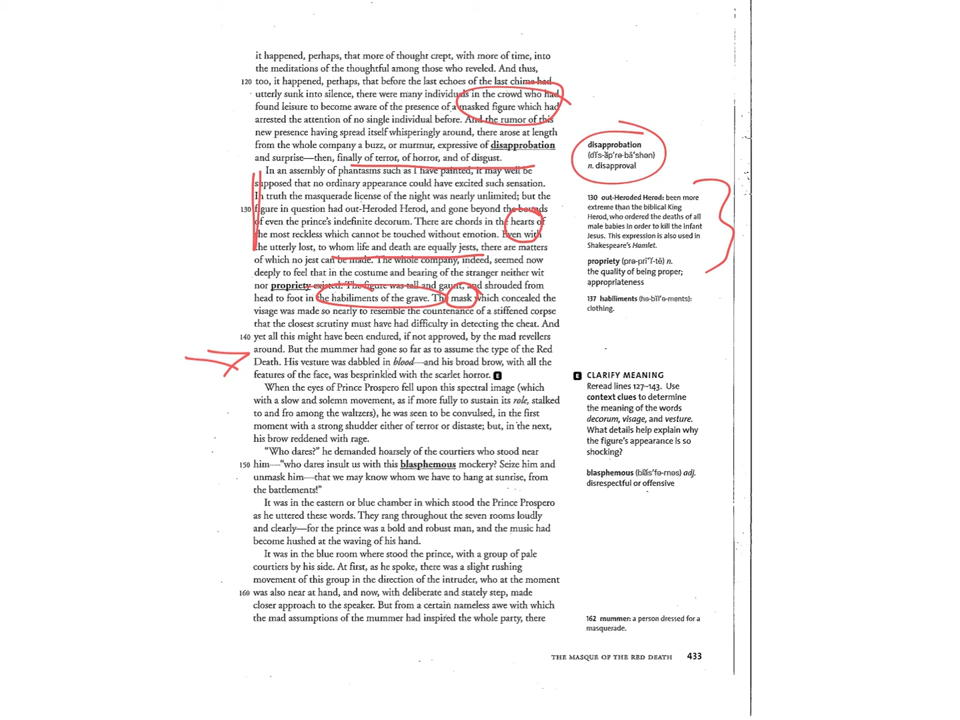 it happened, perhaps, that more of thought crept, with more of time, into
the meditations of the thoughtful among those who reveled. And thus,
120 too, it happened, perhaps, that before the last echoes of the last chime had
utterly sunk into silence, there were many individuals in the crowd who had
found leisure to become aware of the presence of a masked figure which had
arrested the attention of no single individual before. And the rumor of this
new presence having spread itself whisperingly around, there arose at length
from the whole company a buzz, or murmur, expressive of disapprobation
and surprise—then, finally of terror, of horror, and of disgust.
In an assembly of phantasms such as I have painted, it may well be
supposed that no ordinary appearance could have excited such sensation.
In truth the masquerade license of the night was nearly unlimited; but the
130 figure in question had out-Heroded Herod, and gone beyond the bounds
of even the prince's indefinite decorum. There are chords in the hearts of
the most reckless which cannot be touched without emotion. Even with
the utterly lost, to whom life and death are equally jests, there are matters
of which no jest can be made. The whole company, indeed, seemed now
deeply to feel that in the costume and bearing of the stranger neither wit
nor propriety existed. The figure was tall and gaunt, and shrouded from
head to foot in the habiliments of the grave. The mask which concealed the
visage was made so nearly to resemble the countenance of a stiffened corpse
that the closest scrutiny must have had difficulty in detecting the cheat. And
140 yet all this might have been endured, if not approved, by the mad revellers
around. But the mummer had gone so far as to assume the type of the Red
Death. His vesture was dabbled in blood—and his broad brow, with all the
features of the face, was besprinkled with the scarlet horror. E
When the eyes of Prince Prospero fell upon this spectral image (which
with a slow and solemn movement, as if more fully to sustain its role, stalked
to and fro among the waltzers), he was seen to be convulsed, in the first
moment with a strong shudder either of terror or distaste; but, in the next,
his brow reddened with rage.
"Who dares?" he demanded hoarsely of the courtiers who stood near
150 him—"who dares insult us with this blasphemous mockery? Seize him and
unmask him—that we may know whom we have to hang at sunrise, from
the battlements!"
It was in the eastern or blue chamber in which stood the Prince Prospero
as he uttered these words. They rang throughout the seven rooms loudly
and clearly—for the prince was a bold and robust man, and the music had
become hushed at the waving of his hand.
It was in the blue room where stood the prince, with a group of pale
courtiers by his side. At first, as he spoke, there was a slight rushing
movement of this group in the direction of the intruder, who at the moment
160 was also near at hand, and now, with deliberate and stately step, made
closer approach to the speaker. But from a certain nameless awe with which
the mad assumptions of the mummer had inspired the whole party, there
disapprobation
(dĭs-ăp′rə-bā′shən)
n. disapproval
130 out-Heroded Herod: been more
extreme than the biblical King
Herod, who ordered the deaths of all
male babies in order to kill the infant
Jesus. This expression is also used in
Shakespeare's Hamlet.
propriety (prə-prī′ĭ-tē) n.
the quality of being proper;
appropriateness
137 habiliments (hə-bĭl′ə-mənts):
clothing.
E CLARIFY MEANING
Reread lines 127–143. Use
context clues to determine
the meaning of the words
decorum, visage, and vesture.
What details help explain why
the figure's appearance is so
shocking?
blasphemous (blăs′fə-məs) adj.
disrespectful or offensive
162 mummer: a person dressed for a
masquerade.
THE MASQUE OF THE RED DEATH 433